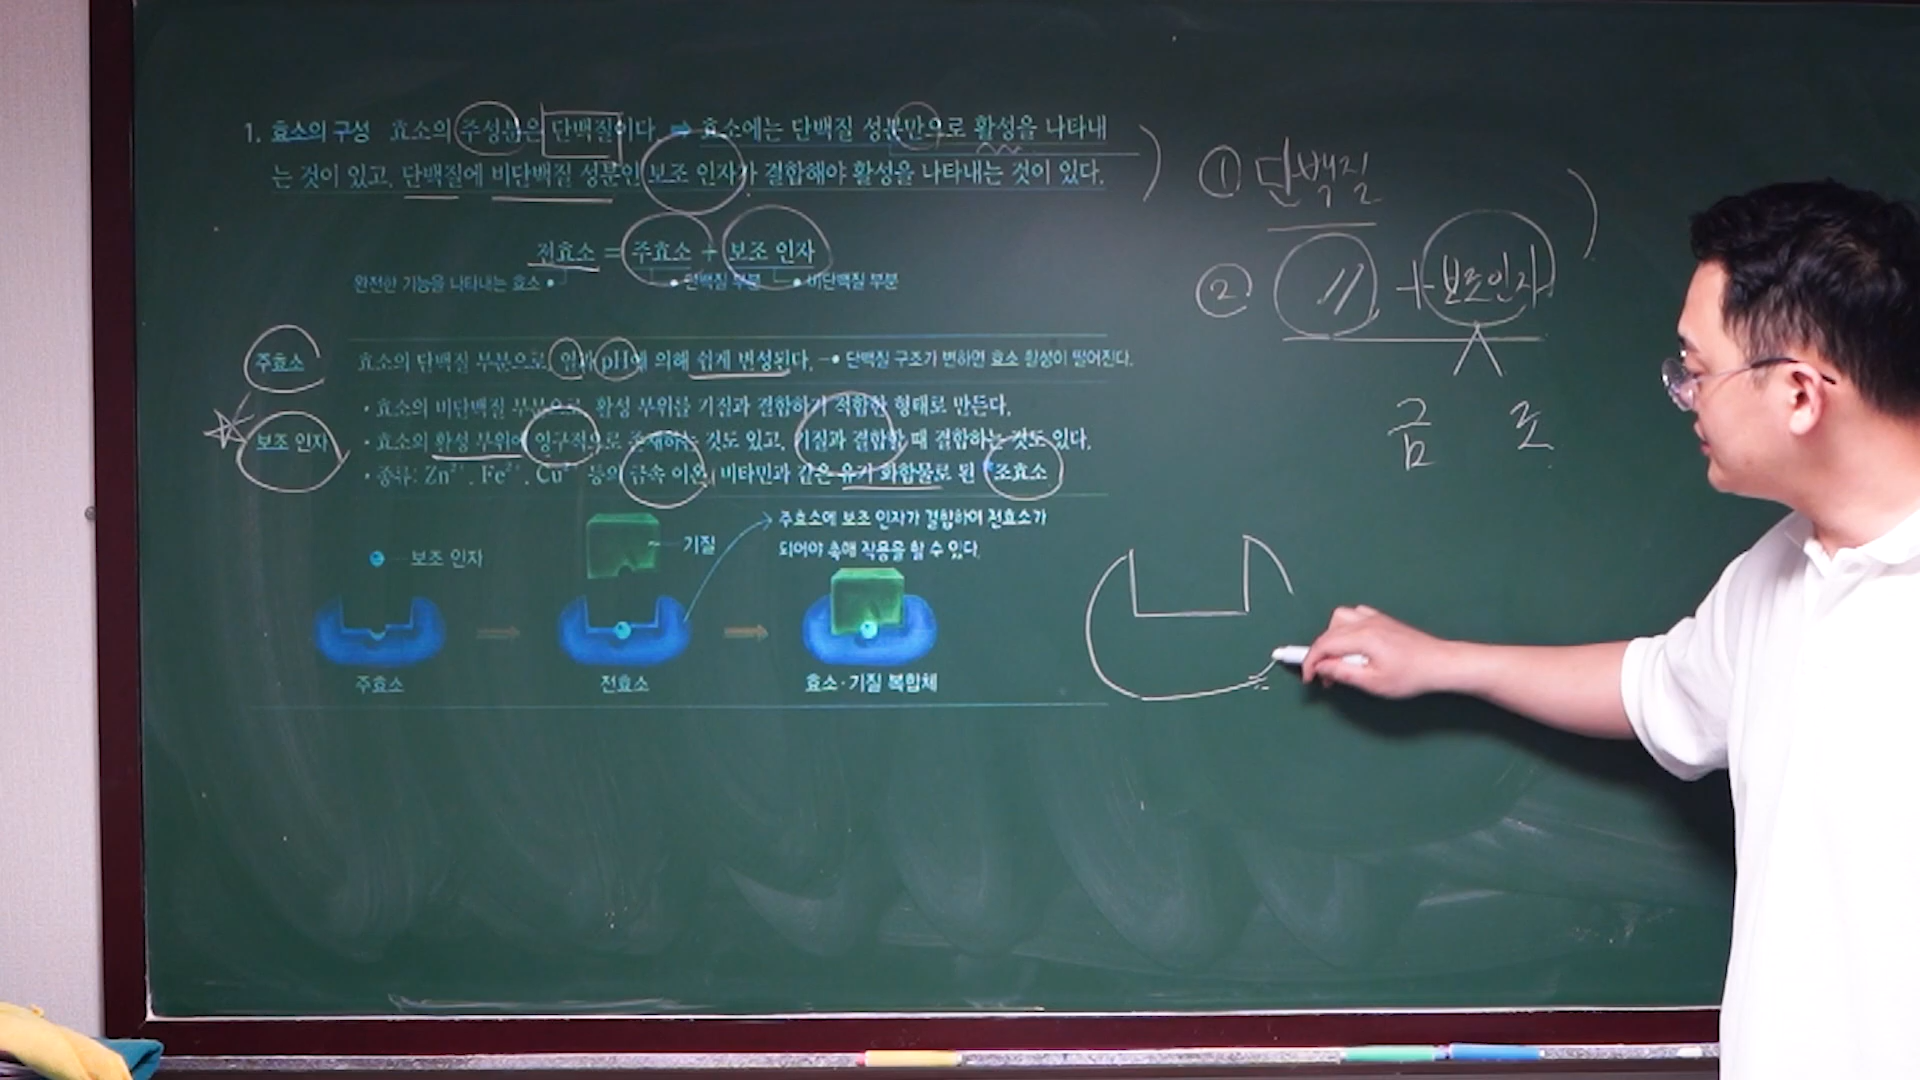 1. 효소의 구성 효소의 주성분은 단백질이다 ➡ 효소에는 단백질 성분만으로 활성을 나타내
는 것이 있고, 단백질에 비단백질 성분인 보조 인자가 결합해야 활성을 나타내는 것이 있다.
전효소 = 주효소 + 보조 인자
완전한 기능을 나타내는 효소 • • 단백질 부분 • 비단백질 부분
주효소 효소의 단백질 부분으로, 열과 pH에 의해 쉽게 변성된다. • 단백질 구조가 변하면 효소 활성이 떨어진다.
• 효소의 비단백질 부분으로, 활성 부위를 기질과 결합하기 적합한 형태로 만든다.
보조 인자 • 효소의 활성 부위에 영구적으로 존재하는 것도 있고, 기질과 결합할 때 결합하는 것도 있다.
• 종류: Zn²⁺, Fe²⁺, Cu²⁺ 등의 금속 이온, 비타민과 같은 유기 화합물로 된 조효소
주효소에 보조 인자가 결합하여 전효소가
되어야 촉매 작용을 할 수 있다.
보조 인자
기질
주효소
전효소
효소·기질 복합체
① 단백질
② 〃 + 보조인자
금 조